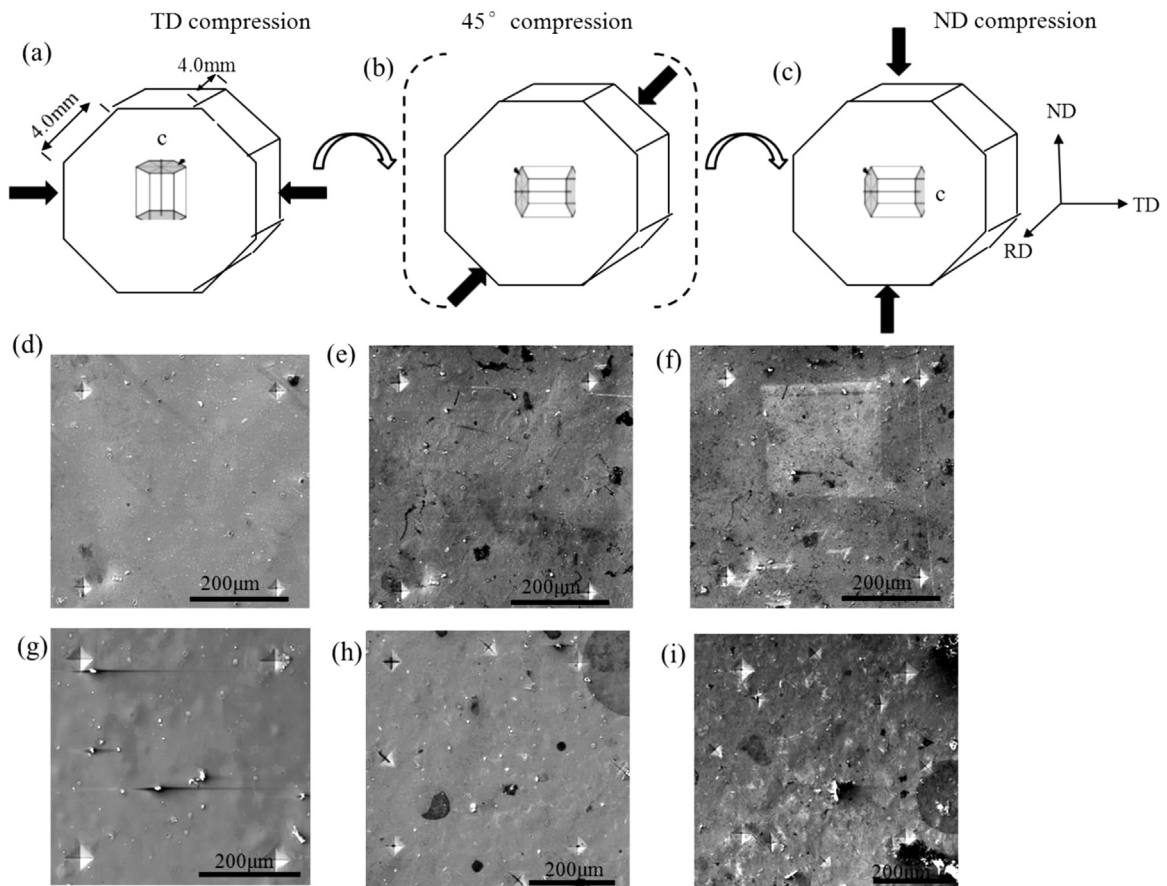 TD compression
45° compression
ND compression
(a)
(b)
(c)
4.0mm
4.0mm
c
c
ND
TD
RD
(d)
(e)
(f)
200μm
200μm
200μm
(g)
(h)
(i)
200μm
200μm
200μm